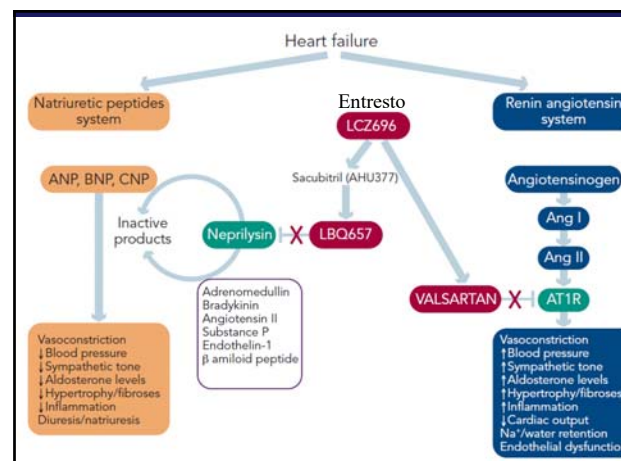 Heart failure
Natriuretic peptides
system
Entresto
LCZ696
Renin angiotensin
system
ANP, BNP, CNP
Sacubitril (AHU377)
Angiotensinogen
Inactive
products
Neprilysin
X
LBQ657
Ang I
Ang II
Adrenomedullin
Bradykinin
Angiotensin II
Substance P
Endothelin-1
β amiloid peptide
VALSARTAN
X
AT1R
Vasoconstriction
↓Blood pressure
↓Sympathetic tone
↓Aldosterone levels
↓Hypertrophy/fibroses
↓Inflammation
Diuresis/natriuresis
Vasoconstriction
↑Blood pressure
↑Sympathetic tone
↑Aldosterone levels
↑Hypertrophy/fibroses
↑Inflammation
↓Cardiac output
Na⁺/water retention
Endothelial dysfunction